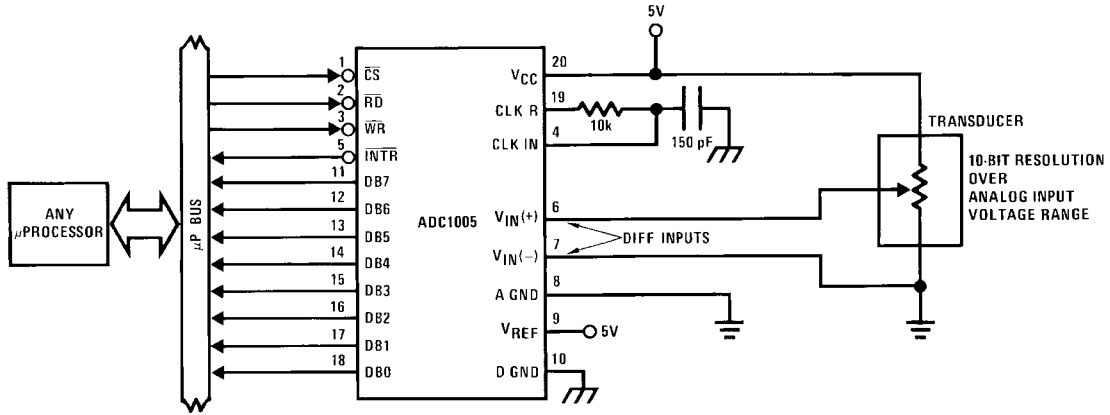 5V
1
CS
2
RD
3
WR
5
INTR
11
DB7
12
DB6
13
DB5
14
DB4
15
DB3
16
DB2
17
DB1
18
DB0
ANY
μPROCESSOR
μP BUS
ADC1005
20
VCC
19
CLK R
10k
4
CLK IN
150 pF
6
VIN(+)
DIFF INPUTS
7
VIN(−)
8
A GND
9
VREF
5V
10
D GND
TRANSDUCER
10-BIT RESOLUTION
OVER
ANALOG INPUT
VOLTAGE RANGE